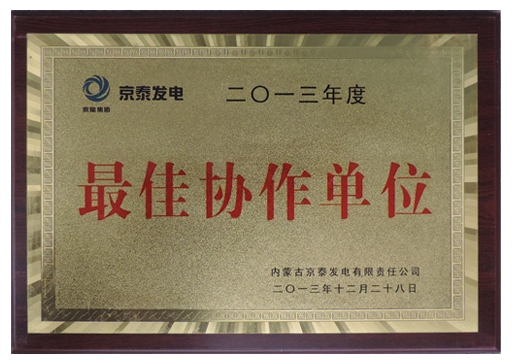 京泰发电 二〇一三年度
京能集团
最佳协作单位
内蒙古京泰发电有限责任公司
二〇一三年十二月二十八日